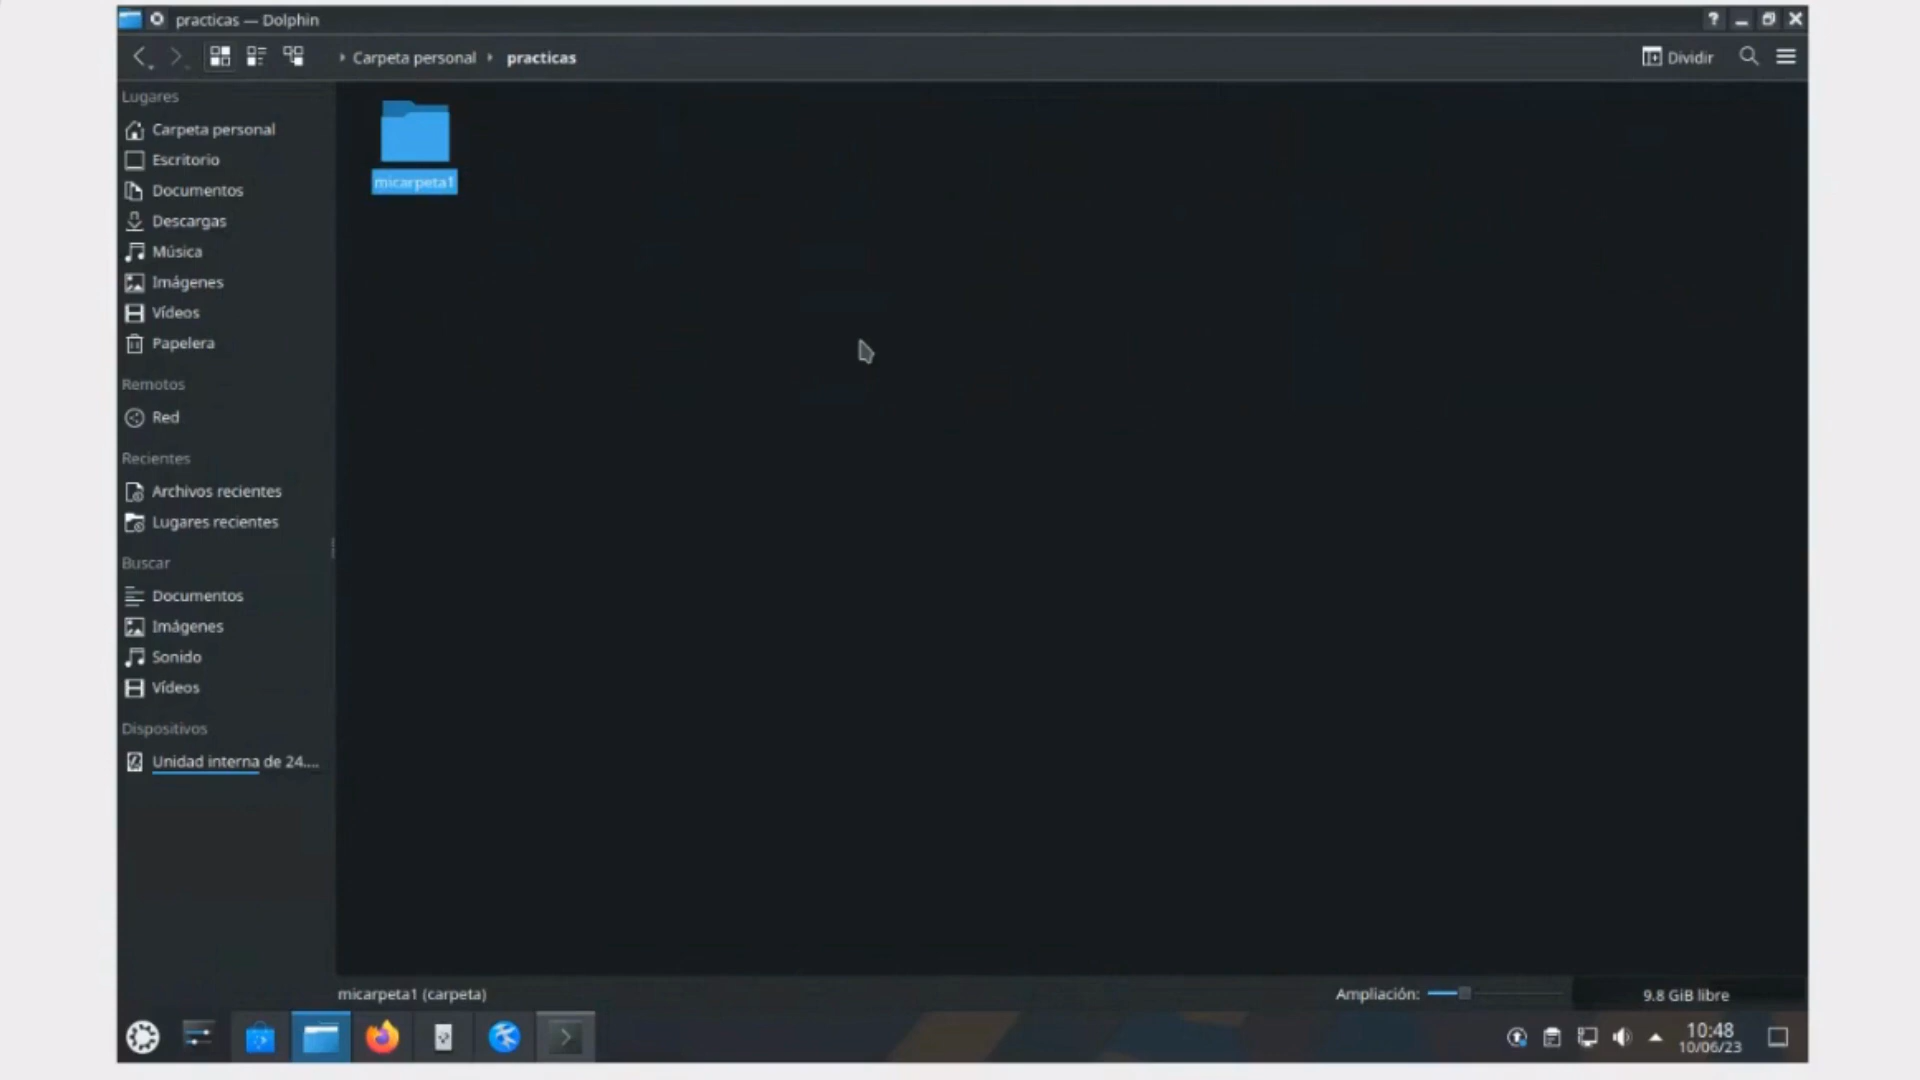 practicas — Dolphin
Carpeta personal
practicas
Dividir
Lugares
Carpeta personal
Escritorio
Documentos
Descargas
Música
Imágenes
Vídeos
Papelera
Remotos
Red
Recientes
Archivos recientes
Lugares recientes
Buscar
Documentos
Imágenes
Sonido
Vídeos
Dispositivos
Unidad interna de 24....
micarpeta1
micarpeta1 (carpeta)
Ampliación:
9.8 GiB libre
10:48
10/06/23